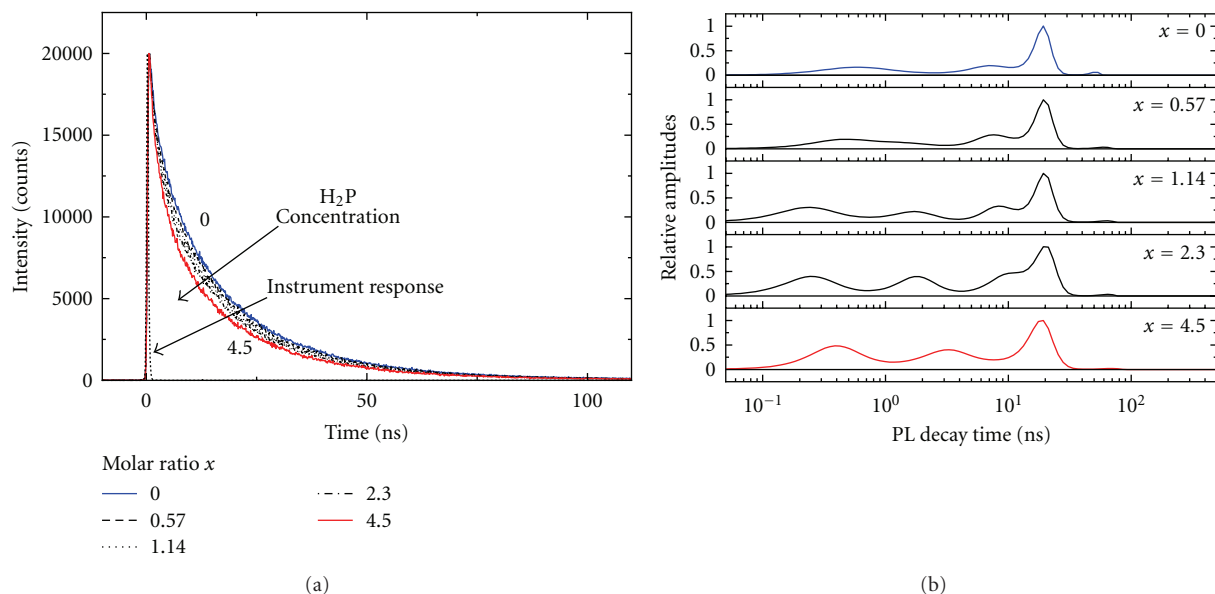 20000
15000
10000
5000
0
Intensity (counts)
0
H₂P
Concentration
Instrument response
4.5
0
50
100
Time (ns)
Molar ratio x
0
0.57
1.14
2.3
4.5
(a)
1
0.5
0
x = 0
1
0.5
0
x = 0.57
1
0.5
0
x = 1.14
1
0.5
0
x = 2.3
1
0.5
0
x = 4.5
Relative amplitudes
10⁻¹
10⁰
10¹
10²
PL decay time (ns)
(b)